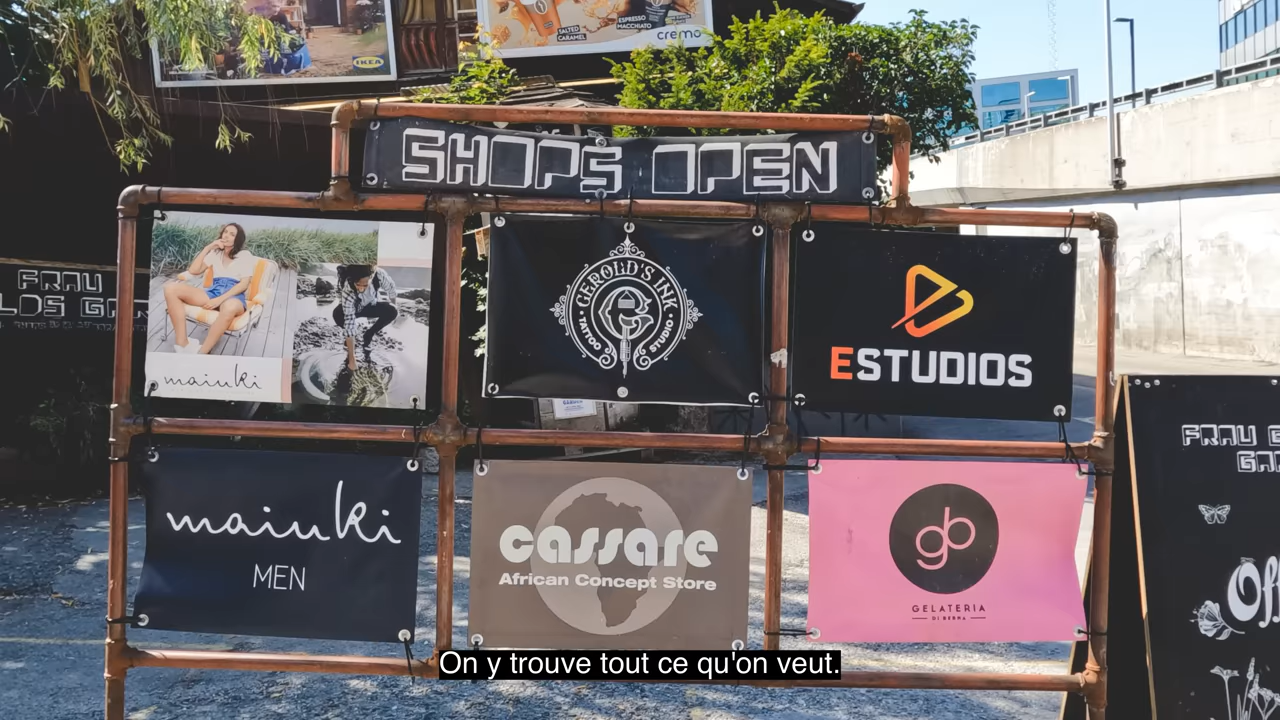 IKEA
SALTED
CARAMEL
ESPRESSO
MACCHIATO
cremo
SHOPS OPEN
FRAU
maiuki
GEROLD'S INK
TATTOO STUDIO
ESTUDIOS
maiuki
MEN
cassare
African Concept Store
gb
GELATERIA
DI BERNA
FRAU
On y trouve tout ce qu'on veut.